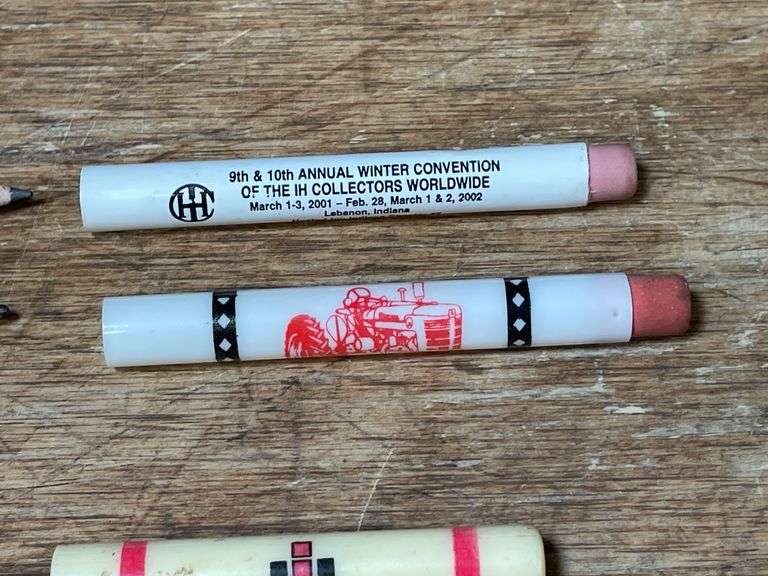 9th & 10th ANNUAL WINTER CONVENTION
OF THE IH COLLECTORS WORLDWIDE
March 1-3, 2001 – Feb. 28, March 1 & 2, 2002
Lebanon, Indiana
IHC